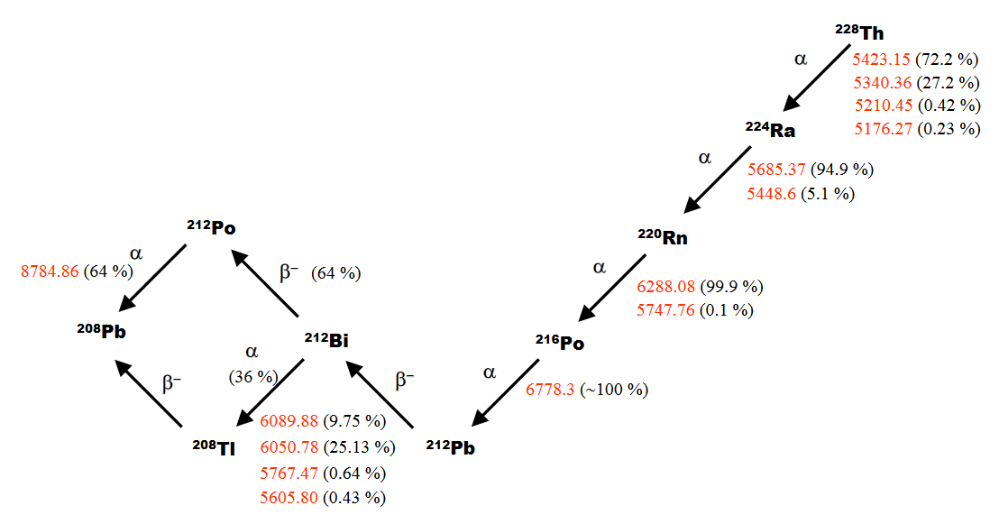 ²²⁸Th
α
5423.15 (72.2 %)
5340.36 (27.2 %)
5210.45 (0.42 %)
5176.27 (0.23 %)
²²⁴Ra
α
5685.37 (94.9 %)
5448.6 (5.1 %)
²²⁰Rn
α
6288.08 (99.9 %)
5747.76 (0.1 %)
²¹⁶Po
α
6778.3 (~100 %)
²¹²Pb
β⁻
²¹²Bi
β⁻ (64 %)
²¹²Po
α
8784.86 (64 %)
²⁰⁸Pb
α
(36 %)
6089.88 (9.75 %)
6050.78 (25.13 %)
5767.47 (0.64 %)
5605.80 (0.43 %)
²⁰⁸Tl
β⁻